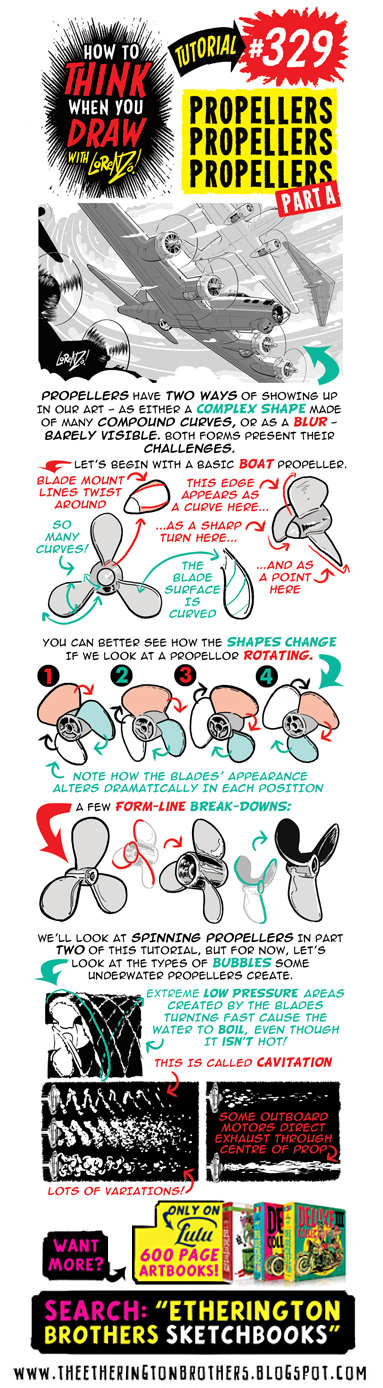 HOW TO
THINK
WHEN YOU
DRAW
WITH LORENZO!
TUTORIAL
#329
PROPELLERS
PROPELLERS
PROPELLERS
PART A
LORENZO!
PROPELLERS HAVE TWO WAYS OF SHOWING UP
IN OUR ART - AS EITHER A COMPLEX SHAPE MADE
OF MANY COMPOUND CURVES, OR AS A BLUR -
BARELY VISIBLE. BOTH FORMS PRESENT THEIR
CHALLENGES.
LET'S BEGIN WITH A BASIC BOAT PROPELLER.
BLADE MOUNT
LINES TWIST
AROUND
THIS EDGE
APPEARS AS
A CURVE HERE...
SO
MANY
CURVES!
...AS A SHARP
TURN HERE...
THE
BLADE
SURFACE
IS
CURVED
...AND AS
A POINT
HERE
YOU CAN BETTER SEE HOW THE SHAPES CHANGE
IF WE LOOK AT A PROPELLOR ROTATING.
1
2
3
4
NOTE HOW THE BLADES' APPEARANCE
ALTERS DRAMATICALLY IN EACH POSITION
A FEW FORM-LINE BREAK-DOWNS:
WE'LL LOOK AT SPINNING PROPELLERS IN PART
TWO OF THIS TUTORIAL, BUT FOR NOW, LET'S
LOOK AT THE TYPES OF BUBBLES SOME
UNDERWATER PROPELLERS CREATE.
EXTREME LOW PRESSURE AREAS
CREATED BY THE BLADES
TURNING FAST CAUSE THE
WATER TO BOIL, EVEN THOUGH
IT ISN'T HOT!
THIS IS CALLED CAVITATION
SOME OUTBOARD
MOTORS DIRECT
EXHAUST THROUGH
CENTRE OF PROP
LOTS OF VARIATIONS!
WANT
MORE?
ONLY ON
Lulu
600 PAGE
ARTBOOKS!
DELUXE
III
SEARCH: "ETHERINGTON
BROTHERS SKETCHBOOKS"
WWW.THEETHERINGTONBROTHERS.BLOGSPOT.COM